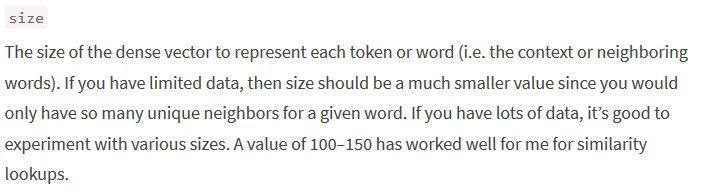 size
The size of the dense vector to represent each token or word (i.e. the context or neighboring
words). If you have limited data, then size should be a much smaller value since you would
only have so many unique neighbors for a given word. If you have lots of data, it’s good to
experiment with various sizes. A value of 100–150 has worked well for me for similarity
lookups.